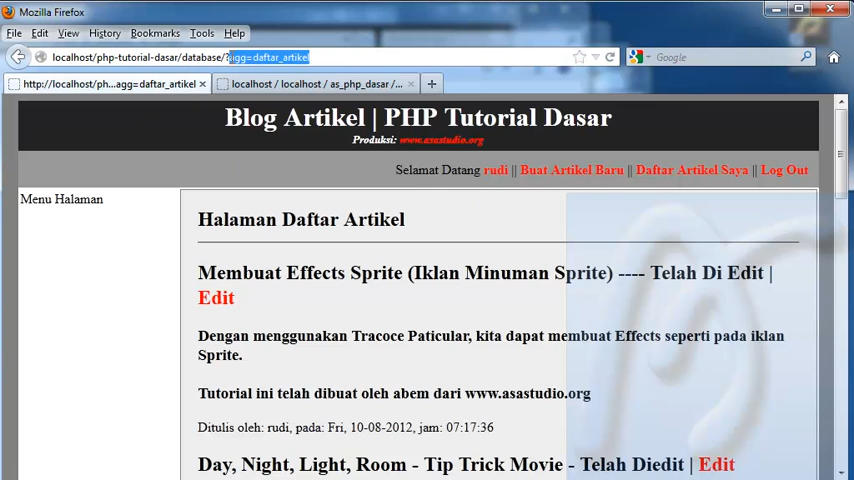 Mozilla Firefox
File Edit View History Bookmarks Tools Help
localhost/php-tutorial-dasar/database/?agg=daftar_artikel
Google
http://localhost/ph...agg=daftar_artikel
localhost / localhost / as_php_dasar /...
Blog Artikel | PHP Tutorial Dasar
Produksi: www.asastudio.org
Selamat Datang rudi || Buat Artikel Baru || Daftar Artikel Saya || Log Out
Menu Halaman
Halaman Daftar Artikel
Membuat Effects Sprite (Iklan Minuman Sprite) ---- Telah Di Edit |
Edit
Dengan menggunakan Tracoce Paticular, kita dapat membuat Effects seperti pada iklan
Sprite.
Tutorial ini telah dibuat oleh abem dari www.asastudio.org
Ditulis oleh: rudi, pada: Fri, 10-08-2012, jam: 07:17:36
Day, Night, Light, Room - Tip Trick Movie - Telah Diedit | Edit